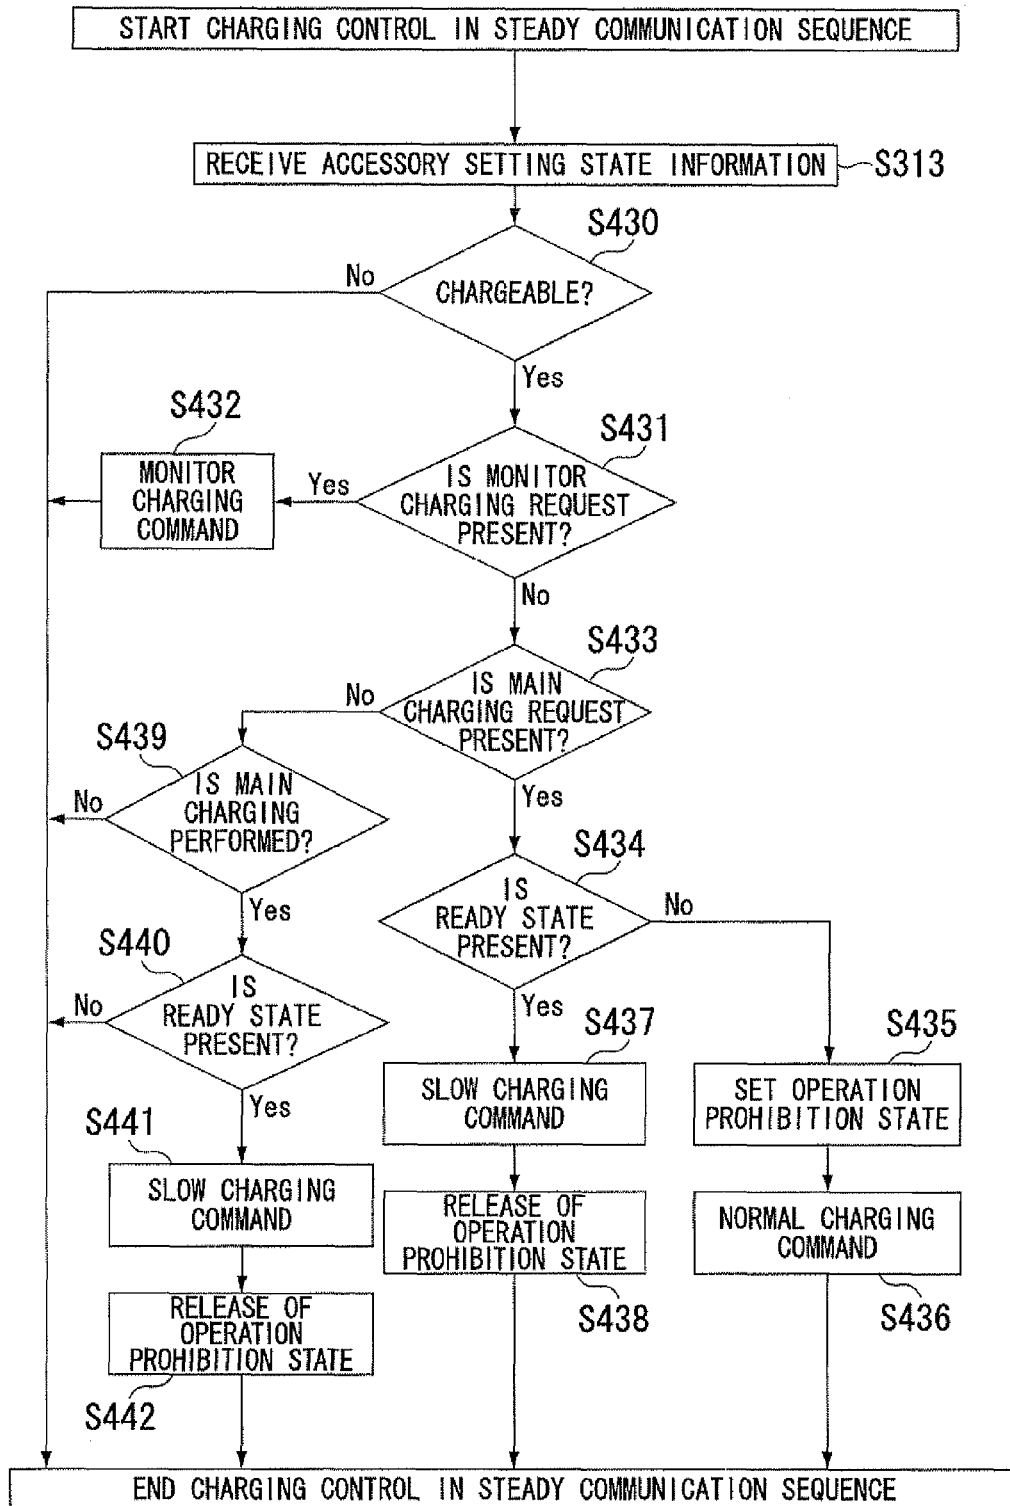 START CHARGING CONTROL IN STEADY COMMUNICATION SEQUENCE
RECEIVE ACCESSORY SETTING STATE INFORMATION
S313
S430
CHARGEABLE?
No
Yes
S432
MONITOR
CHARGING
COMMAND
Yes
S431
IS MONITOR
CHARGING REQUEST
PRESENT?
No
S433
IS MAIN
CHARGING REQUEST
PRESENT?
No
Yes
S439
IS MAIN
CHARGING
PERFORMED?
No
Yes
S434
IS
READY STATE
PRESENT?
No
Yes
S440
IS
READY STATE
PRESENT?
No
Yes
S437
SLOW CHARGING
COMMAND
S435
SET OPERATION
PROHIBITION STATE
S441
SLOW CHARGING
COMMAND
RELEASE OF
OPERATION
PROHIBITION STATE
S438
NORMAL CHARGING
COMMAND
S436
RELEASE OF
OPERATION
PROHIBITION STATE
S442
END CHARGING CONTROL IN STEADY COMMUNICATION SEQUENCE